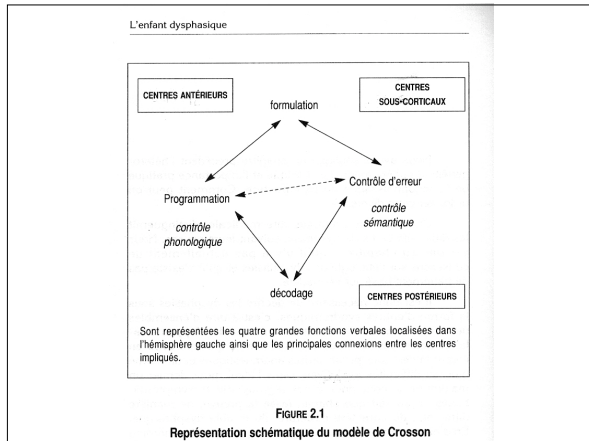 L'enfant dysphasique
CENTRES ANTÉRIEURS
CENTRES
SOUS•CORTICAUX
formulation
Programmation
Contrôle d'erreur
contrôle
phonologique
contrôle
sémantique
décodage
CENTRES POSTÉRIEURS
Sont représentées les quatre grandes fonctions verbales localisées dans
l'hémisphère gauche ainsi que les principales connexions entre les centres
impliqués.
FIGURE 2.1
Représentation schématique du modèle de Crosson